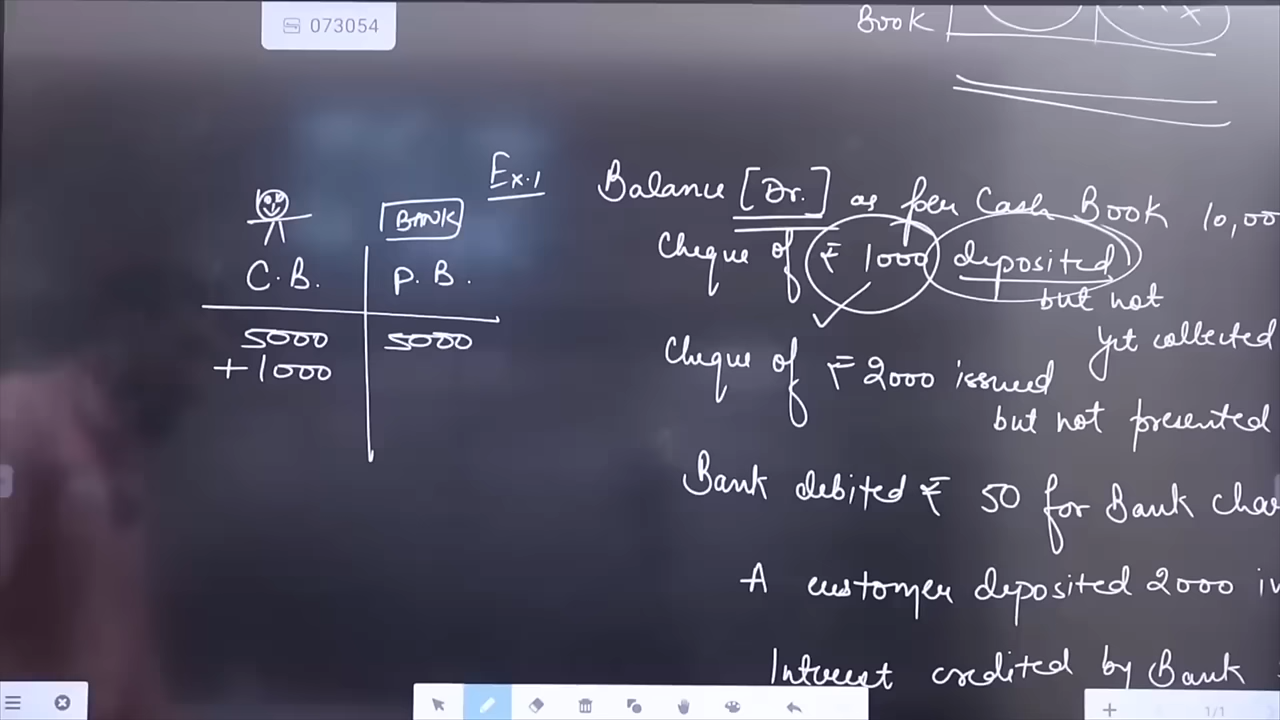 073054
Book
x
Ex.1
Balance [Dr.] as per Cash Book 10,00
Cheque of ₹ 1000 deposited
but not
yet collected
Cheque of ₹ 2000 issued
but not presented
Bank debited ₹ 50 for Bank cha
A customer deposited 2000 i
Interest credited by Bank
BANK
C.B. P.B.
5000 5000
+1000
1/1